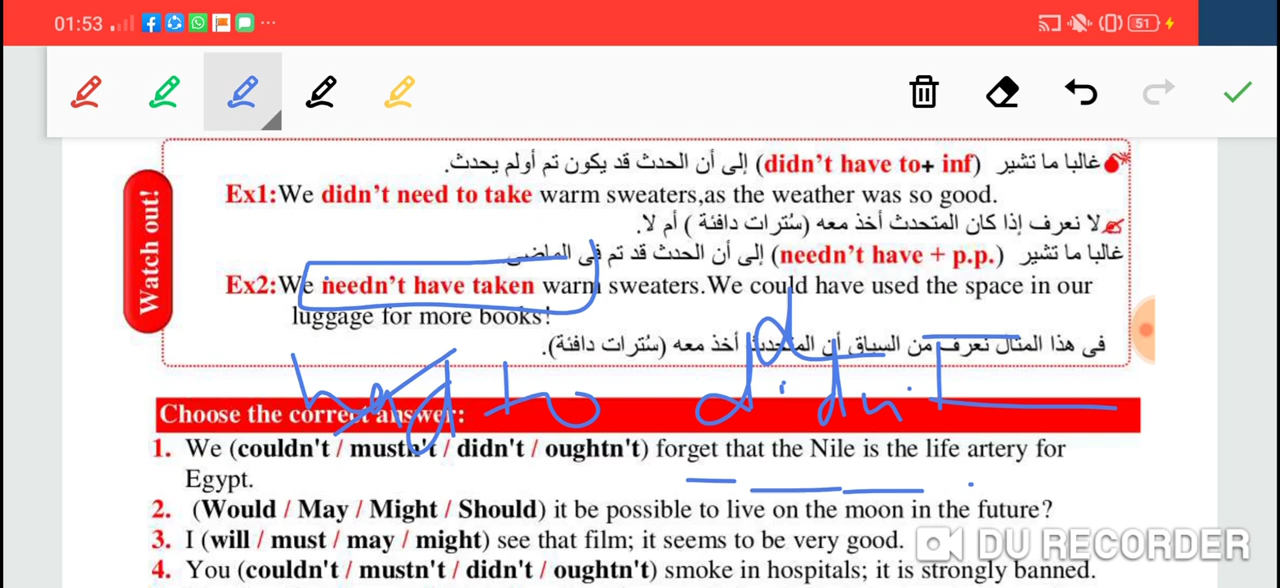 01:53
51
Watch out!
غالبا ما تشير (didn't have to+ inf) إلى أن الحدث قد يكون تم أولم يحدث.
Ex1:We didn't need to take warm sweaters,as the weather was so good.
لا نعرف إذا كان المتحدث أخذ معه (سُترات دافئة ) أم لا.
غالبا ما تشير (needn't have + p.p.) إلى أن الحدث قد تم فى الماضى
Ex2:We needn't have taken warm sweaters.We could have used the space in our
luggage for more books!
فى هذا المثال نعرف من السياق أن المتحدث أخذ معه (سُترات دافئة).
had to
Choose the correct answer:
1. We (couldn't / mustn't / didn't / oughtn't) forget that the Nile is the life artery for
Egypt.
2. (Would / May / Might / Should) it be possible to live on the moon in the future?
3. I (will / must / may / might) see that film; it seems to be very good.
4. You (couldn't / mustn't / didn't / oughtn't) smoke in hospitals; it is strongly banned.
DU RECORDER